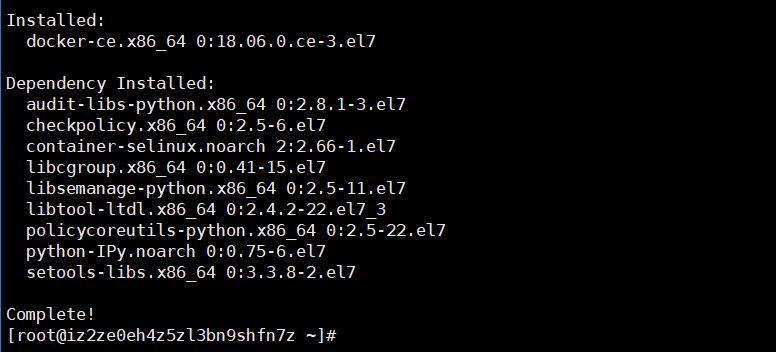 Installed:
  docker-ce.x86_64 0:18.06.0.ce-3.el7

Dependency Installed:
  audit-libs-python.x86_64 0:2.8.1-3.el7
  checkpolicy.x86_64 0:2.5-6.el7
  container-selinux.noarch 2:2.66-1.el7
  libcgroup.x86_64 0:0.41-15.el7
  libsemanage-python.x86_64 0:2.5-11.el7
  libtool-ltdl.x86_64 0:2.4.2-22.el7_3
  policycoreutils-python.x86_64 0:2.5-22.el7
  python-IPy.noarch 0:0.75-6.el7
  setools-libs.x86_64 0:3.3.8-2.el7

Complete!
[root@iz2ze0eh4z5zl3bn9shfn7z ~]#